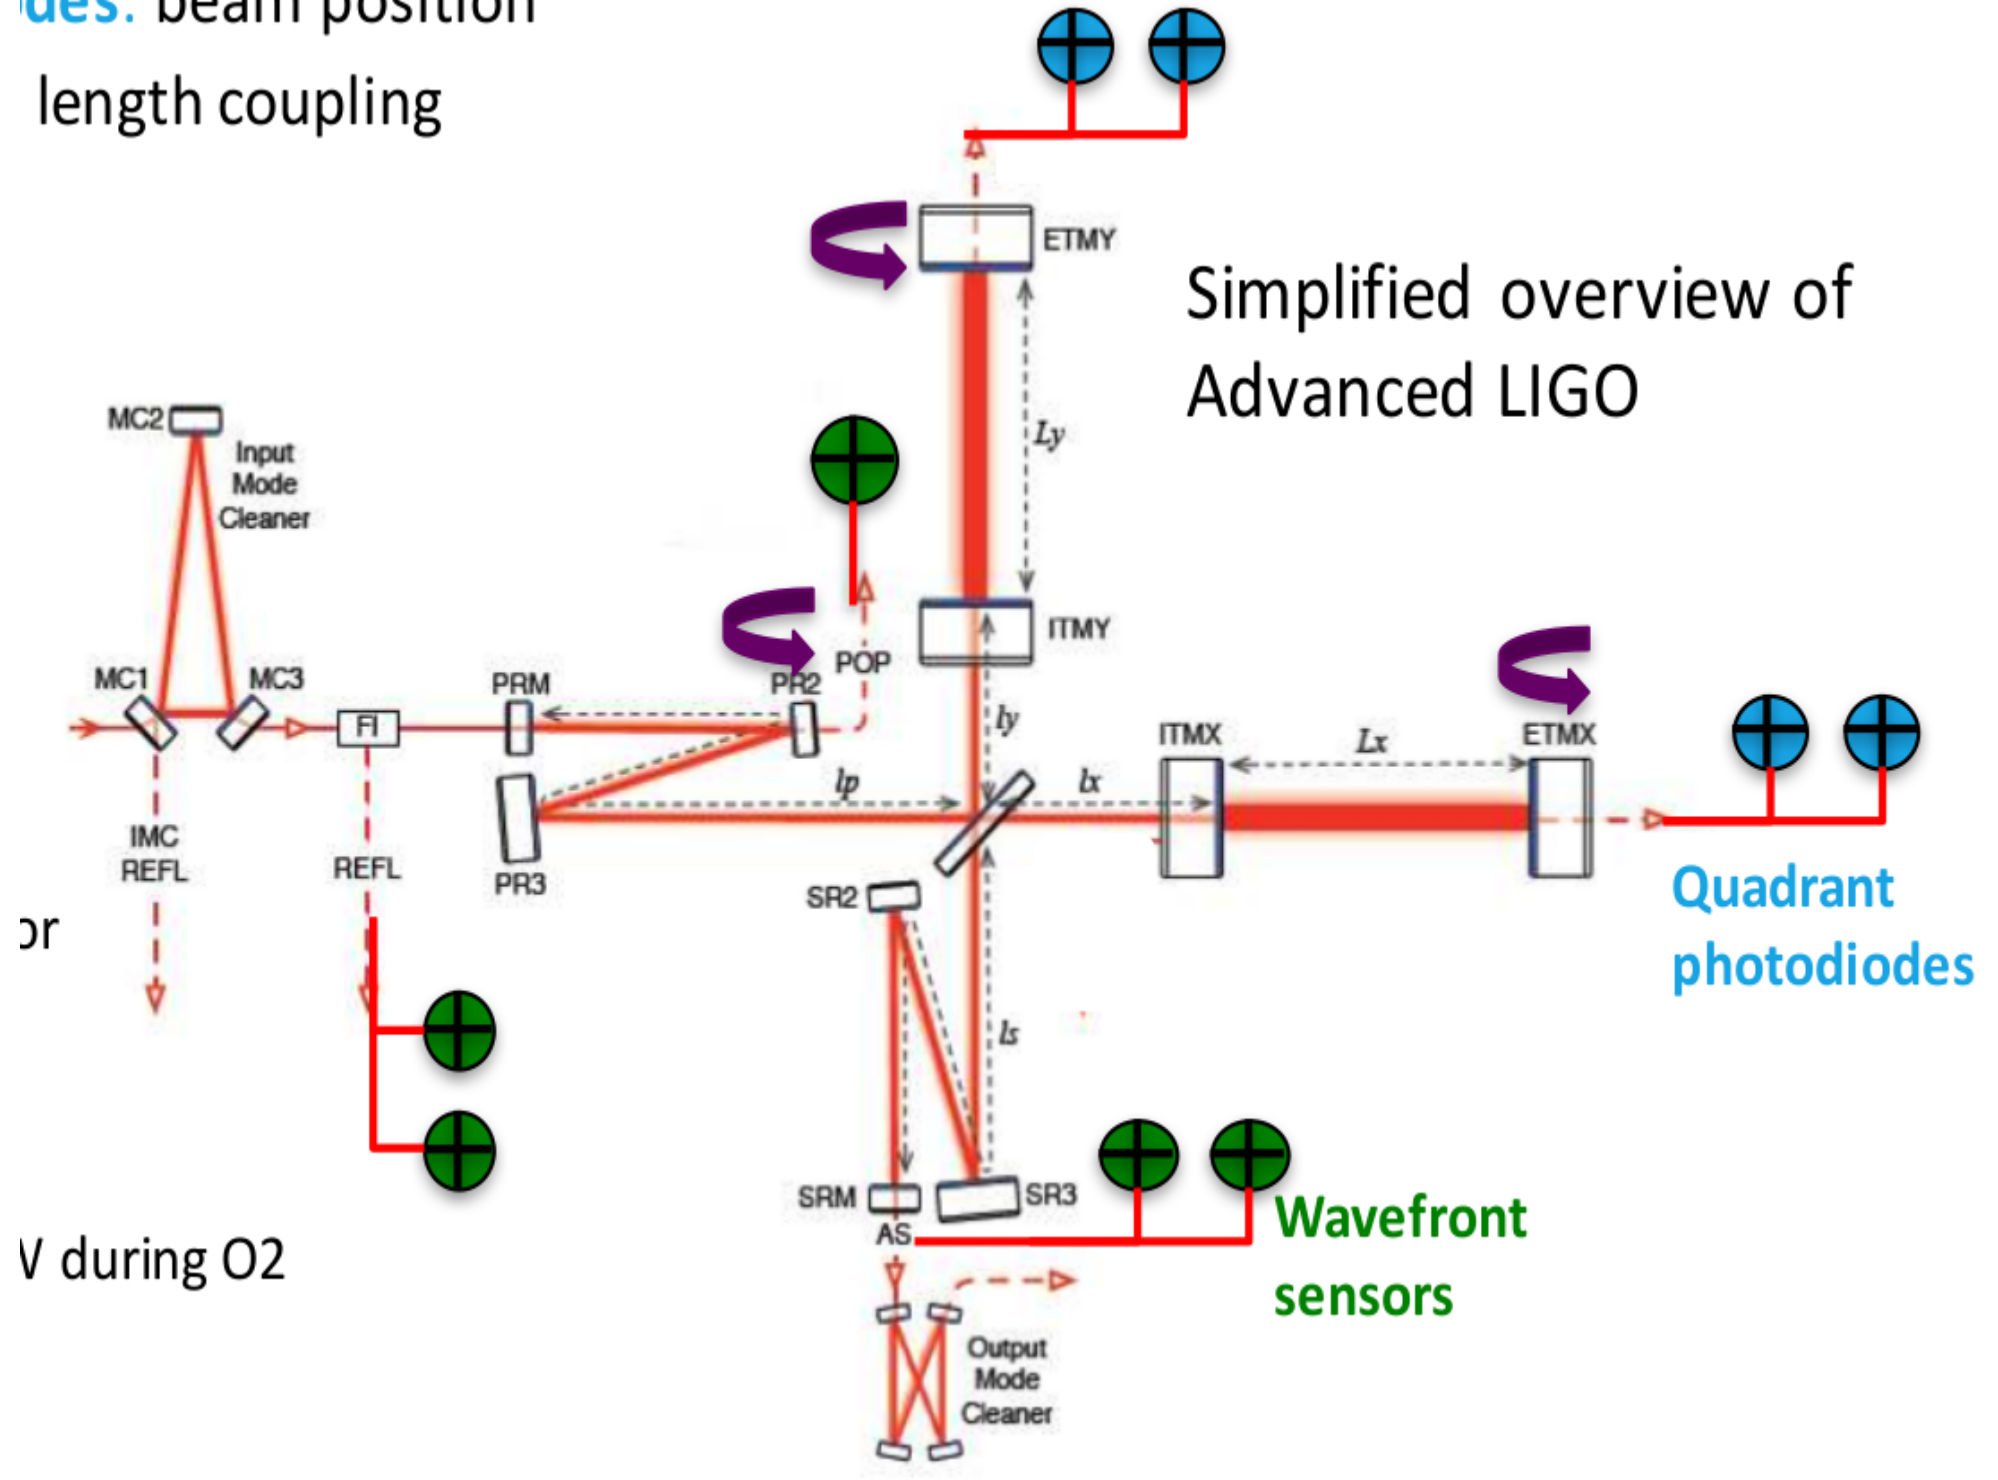 beam position
length coupling
Simplified overview of
Advanced LIGO
ETMY
Ly
MC2
Input
Mode
Cleaner
ITMY
POP
MC1
MC3
PRM
PR2
FI
ly
ITMX
Lx
ETMX
lp
lx
IMC
REFL
REFL
PR3
SR2
Quadrant
photodiodes
or
ls
SRM
SR3
AS
Wavefront
sensors
during O2
Output
Mode
Cleaner